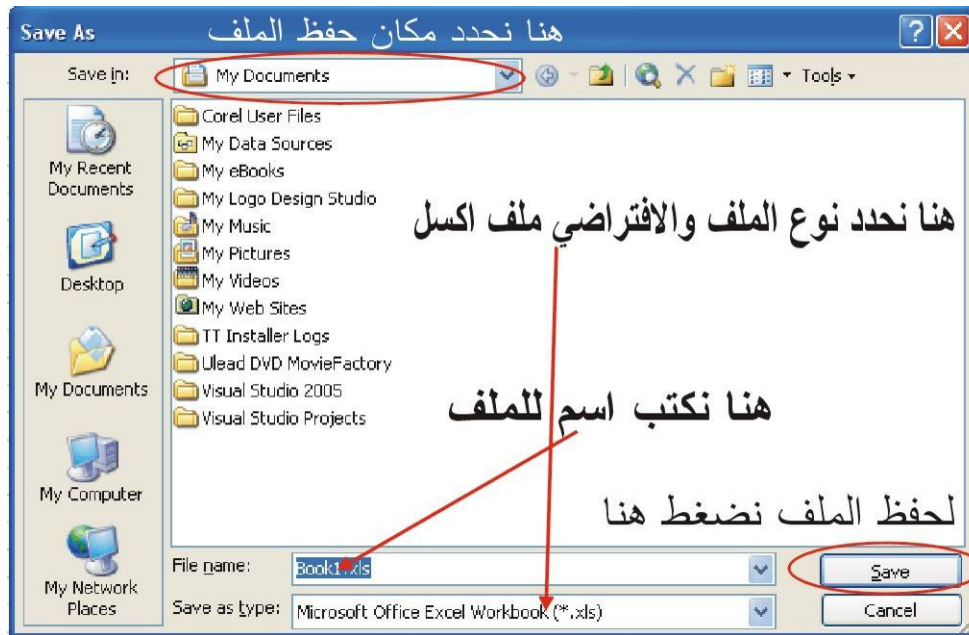 Save As هنا نحدد مكان حفظ الملف
Save in: My Documents Tools
My Recent Documents
Desktop
My Documents
My Computer
My Network Places
Corel User Files
My Data Sources
My eBooks
My Logo Design Studio
My Music
My Pictures
My Videos
My Web Sites
TT Installer Logs
Ulead DVD MovieFactory
Visual Studio 2005
Visual Studio Projects
هنا نحدد نوع الملف والافتراضي ملف اكسل
هنا نكتب اسم للملف
لحفظ الملف نضغط هنا
File name: Book1.xls Save
Save as type: Microsoft Office Excel Workbook (*.xls) Cancel